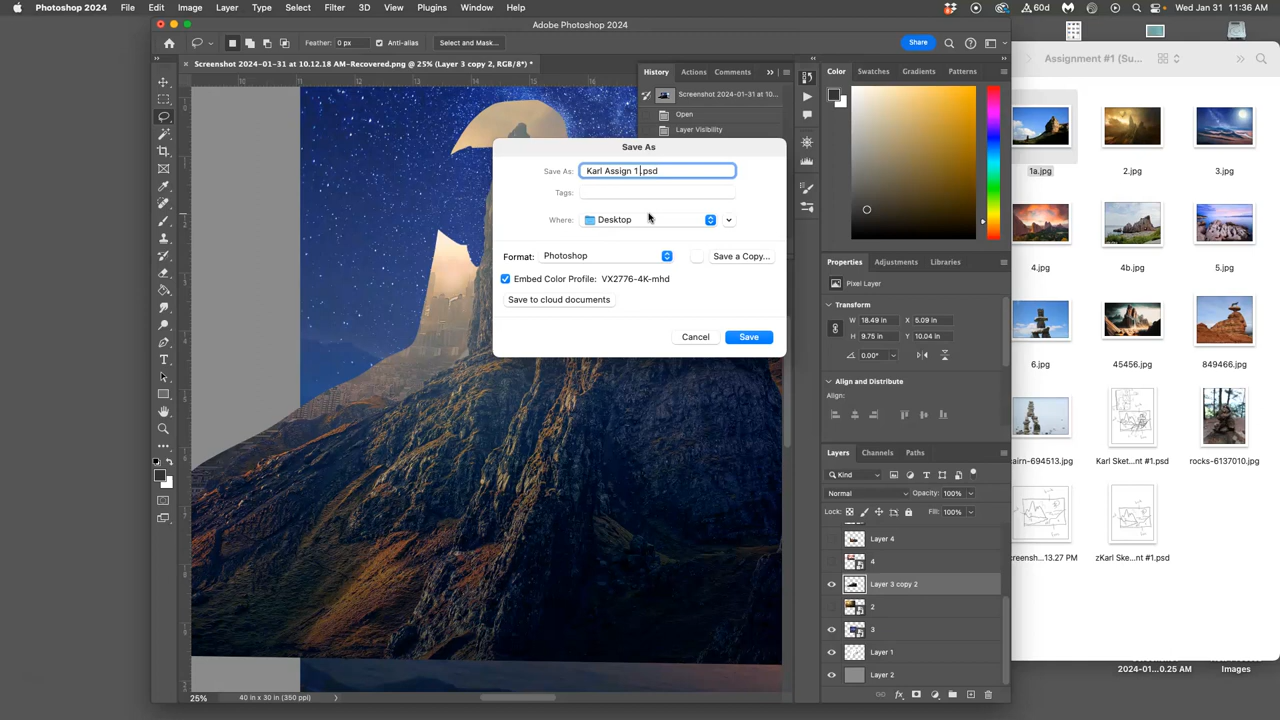 Photoshop 2024 File Edit Image Layer Type Select Filter 3D View Plugins Window Help 60d Wed Jan 31 11:36 AM
Adobe Photoshop 2024
Feather: 0 px Anti-alias Select and Mask... Share
Screenshot 2024-01-31 at 10.12.18 AM-Recovered.png @ 25% (Layer 3 copy 2, RGB/8*) *
10 11 12 13 14 15 16
History Actions Comments
Screenshot 2024-01-31 at 10...
Open
Layer Visibility
Save As
Save As: Karl Assign 1 .psd
Tags:
Where: Desktop
Format: Photoshop Save a Copy...
Embed Color Profile: VX2776-4K-mhd
Save to cloud documents
Cancel Save
25% 40 in x 30 in (350 ppi)
Color Swatches Gradients Patterns
Properties Adjustments Libraries
Pixel Layer
Transform
W 18.49 in X 5.09 in
H 9.75 in Y 10.04 in
0.00°
Align and Distribute
Align:
Layers Channels Paths
Kind
Normal Opacity: 100%
Lock: Fill: 100%
Layer 4
4
Layer 3 copy 2
2
3
Layer 1
Layer 2
Assignment #1 (Su...
1a.jpg 2.jpg 3.jpg
4.jpg 4b.jpg 5.jpg
6.jpg 45456.jpg 849466.jpg
cairn-694513.jpg Karl Sket...nt #1.psd rocks-6137010.jpg
creensh...13.27 PM zKarl Ske...nt #1.psd
2024-01...0.25 AM Images